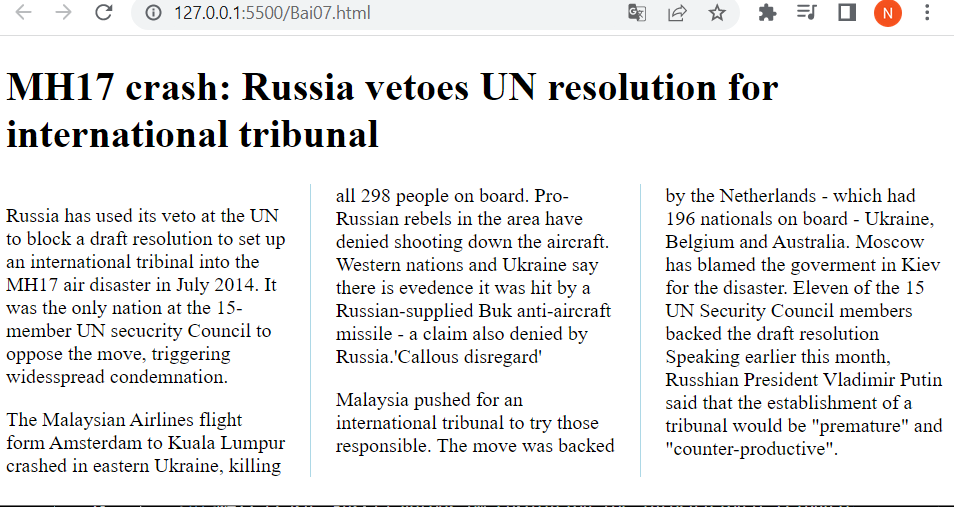 127.0.0.1:5500/Bai07.html
N
MH17 crash: Russia vetoes UN resolution for
international tribunal
Russia has used its veto at the UN
to block a draft resolution to set up
an international tribinal into the
MH17 air disaster in July 2014. It
was the only nation at the 15-
member UN secucrity Council to
oppose the move, triggering
widesspread condemnation.
The Malaysian Airlines flight
form Amsterdam to Kuala Lumpur
crashed in eastern Ukraine, killing
all 298 people on board. Pro-
Russian rebels in the area have
denied shooting down the aircraft.
Western nations and Ukraine say
there is evedence it was hit by a
Russian-supplied Buk anti-aircraft
missile - a claim also denied by
Russia.'Callous disregard'
Malaysia pushed for an
international tribunal to try those
responsible. The move was backed
by the Netherlands - which had
196 nationals on board - Ukraine,
Belgium and Australia. Moscow
has blamed the goverment in Kiev
for the disaster. Eleven of the 15
UN Security Council members
backed the draft resolution
Speaking earlier this month,
Russhian President Vladimir Putin
said that the establishment of a
tribunal would be "premature" and
"counter-productive".